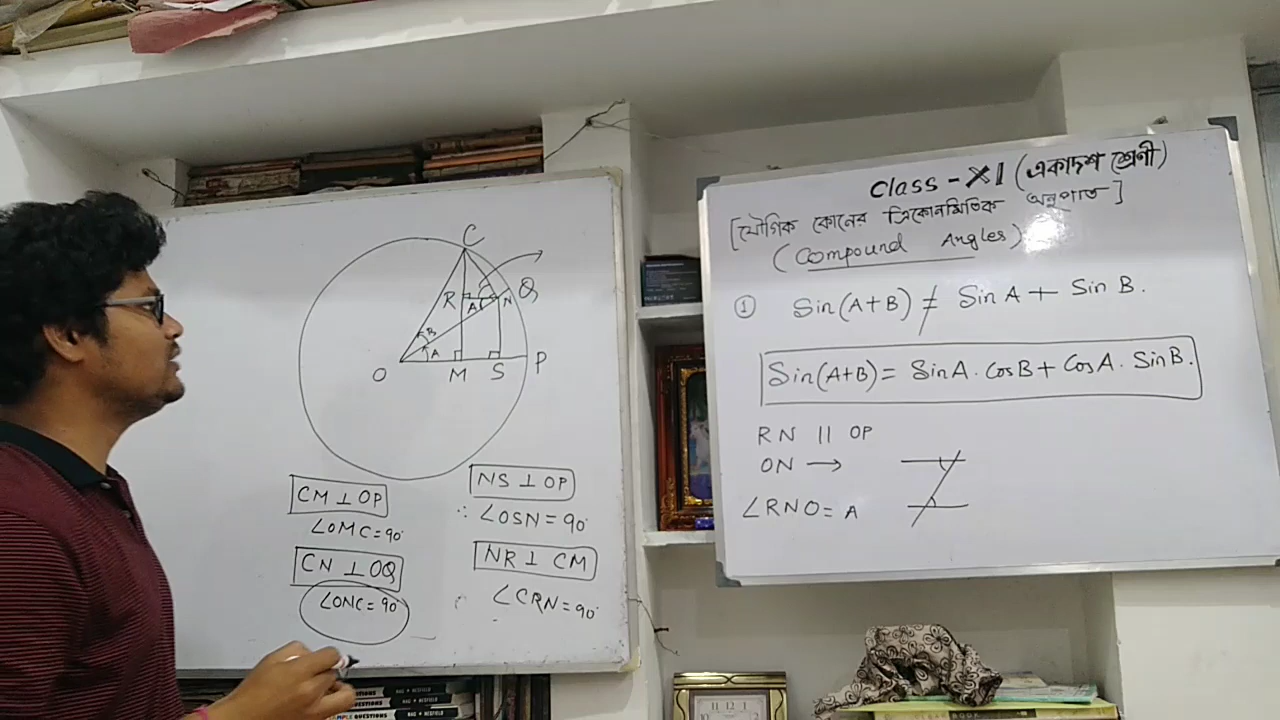 C
R
A
N
Q
B
A
O
M
S
P
CM ⊥ OP
∠OMC = 90°
CN ⊥ OQ
∠ONC = 90°
NS ⊥ OP
∴ ∠OSN = 90°
NR ⊥ CM
∠CRN = 90°
Class - XI (একাদশ শ্রেণী)
[যৌগিক কোনের ত্রিকোনমিতিক অনুপাত]
(Compound Angles)
① Sin(A+B) ≠ Sin A + Sin B.
Sin(A+B) = SinA . CosB + CosA . SinB.
RN || OP
ON →
∠RNO = A
QUESTIONS